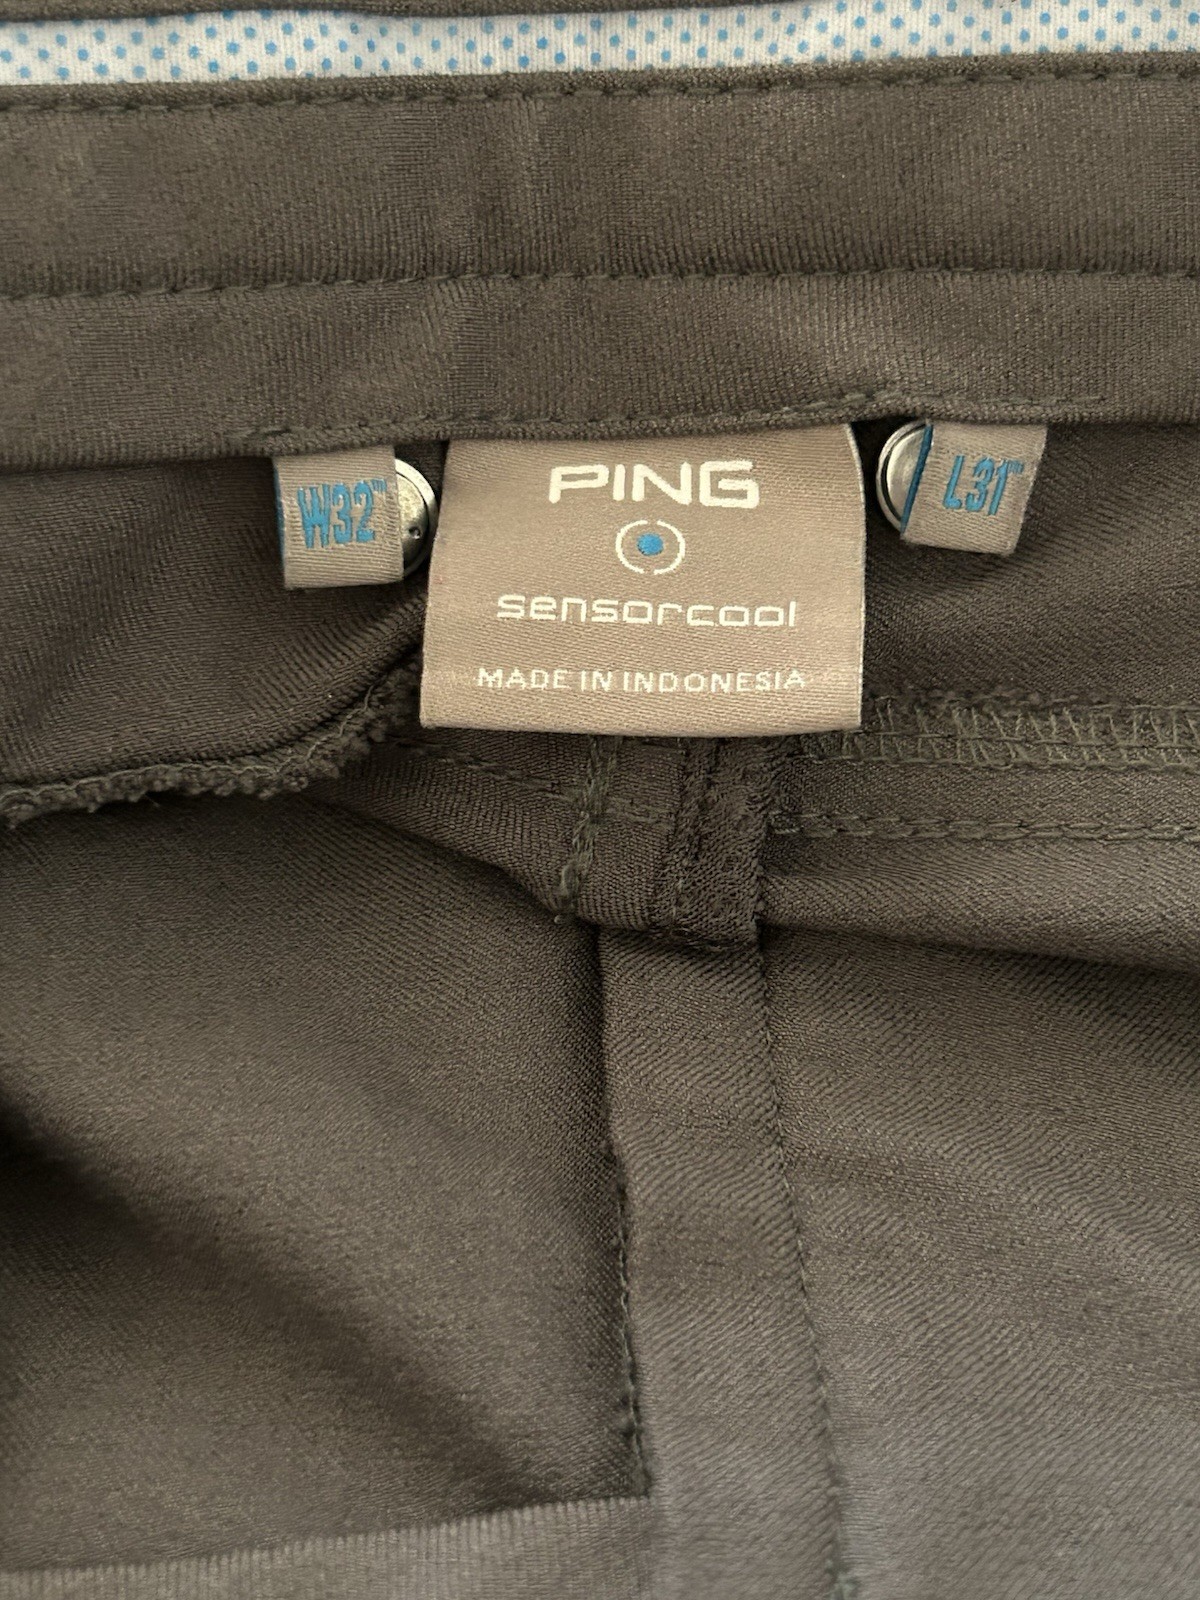 W32"
PING
sensorcool
MADE IN INDONESIA
L31"